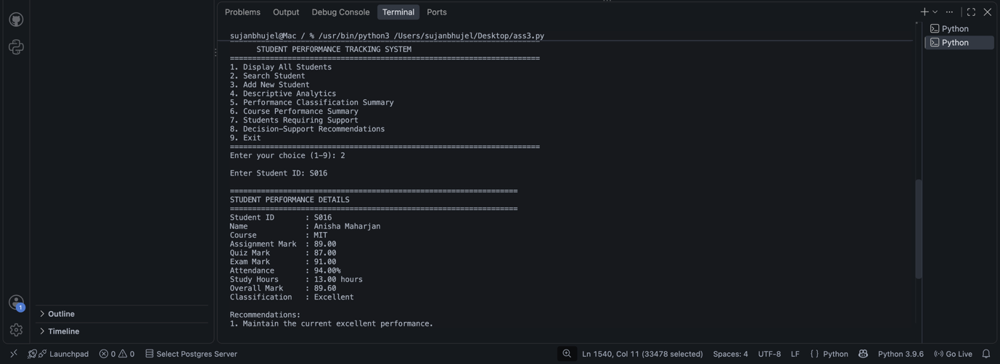 Problems Output Debug Console Terminal Ports
sujanbhujel@Mac / % /usr/bin/python3 /Users/sujanbhujel/Desktop/ass3.py
======================================================================
STUDENT PERFORMANCE TRACKING SYSTEM
======================================================================
1. Display All Students
2. Search Student
3. Add New Student
4. Descriptive Analytics
5. Performance Classification Summary
6. Course Performance Summary
7. Students Requiring Support
8. Decision-Support Recommendations
9. Exit
======================================================================
Enter your choice (1-9): 2
Enter Student ID: S016
=================================================================
STUDENT PERFORMANCE DETAILS
=================================================================
Student ID : S016
Name : Anisha Maharjan
Course : MIT
Assignment Mark : 89.00
Quiz Mark : 87.00
Exam Mark : 91.00
Attendance : 94.00%
Study Hours : 13.00 hours
Overall Mark : 89.60
Classification : Excellent
Recommendations:
1. Maintain the current excellent performance.
Python
Python
1
Outline
Timeline
Launchpad 0 0 Select Postgres Server Ln 1540, Col 11 (33478 selected) Spaces: 4 UTF-8 LF { } Python Python 3.9.6 Go Live